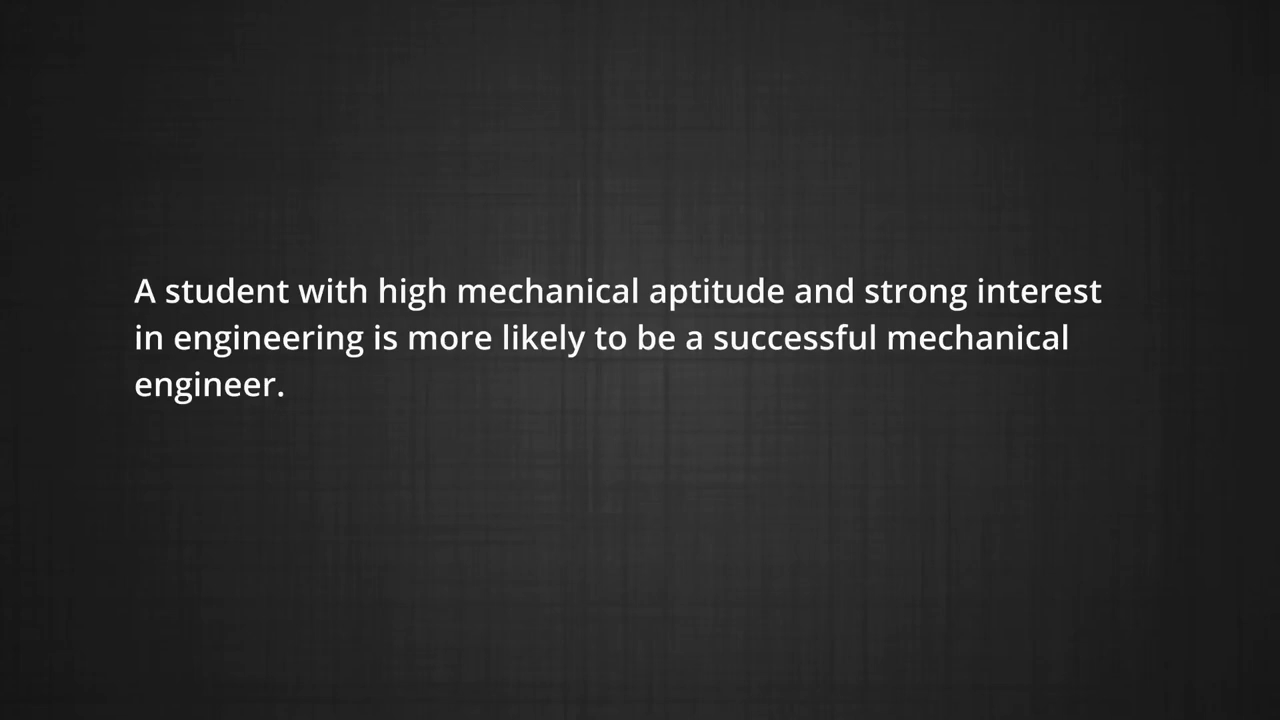 A student with high mechanical aptitude and strong interest
in engineering is more likely to be a successful mechanical
engineer.